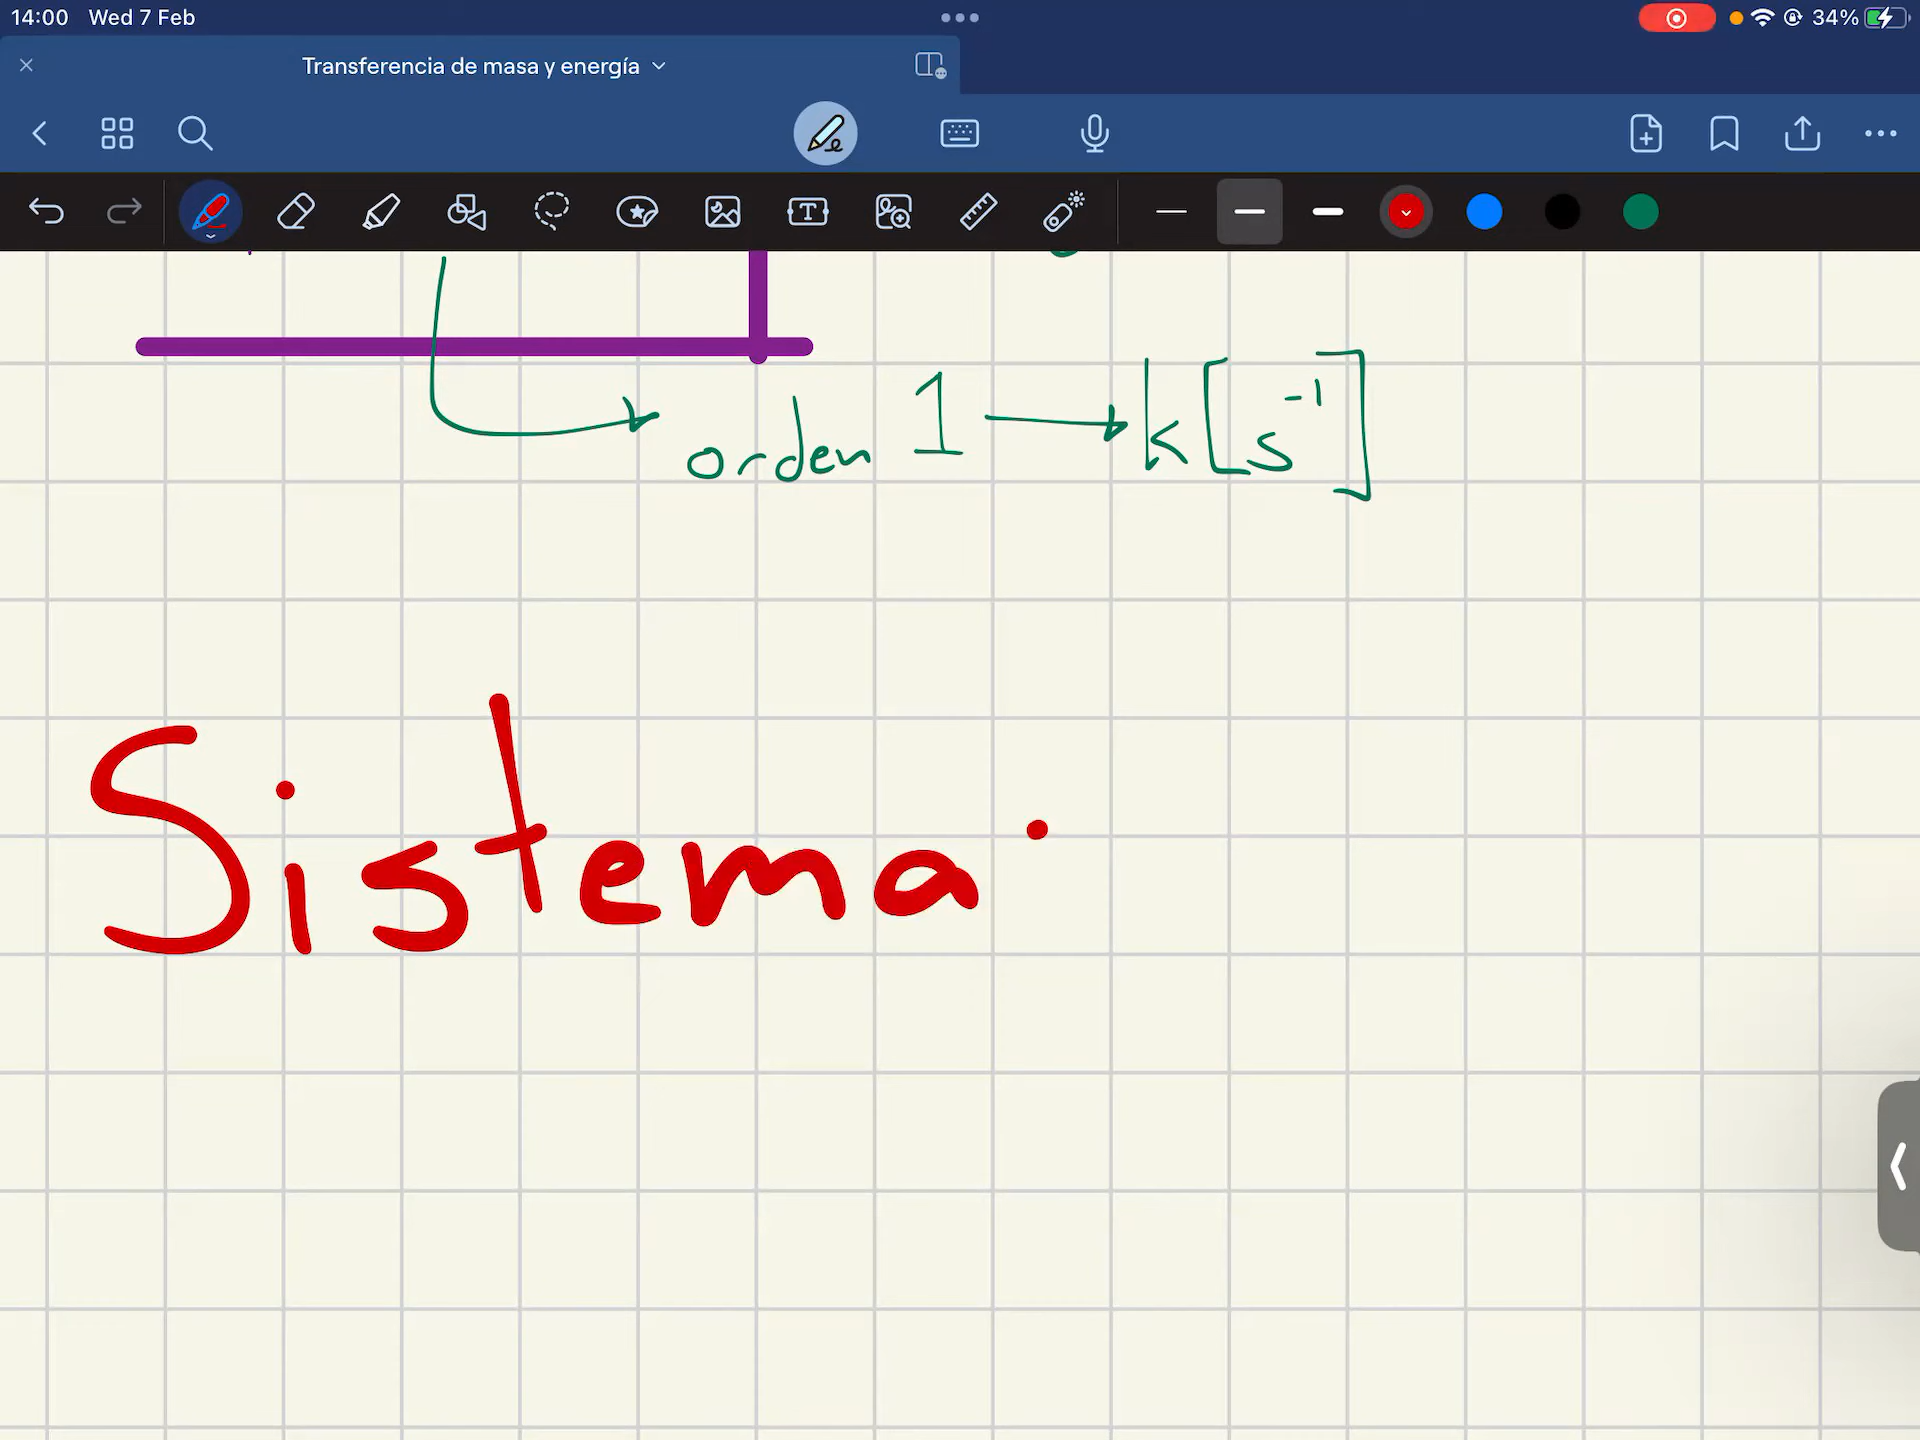 14:00 Wed 7 Feb 34%
Transferencia de masa y energía
orden 1 → k[s⁻¹]
Sistema